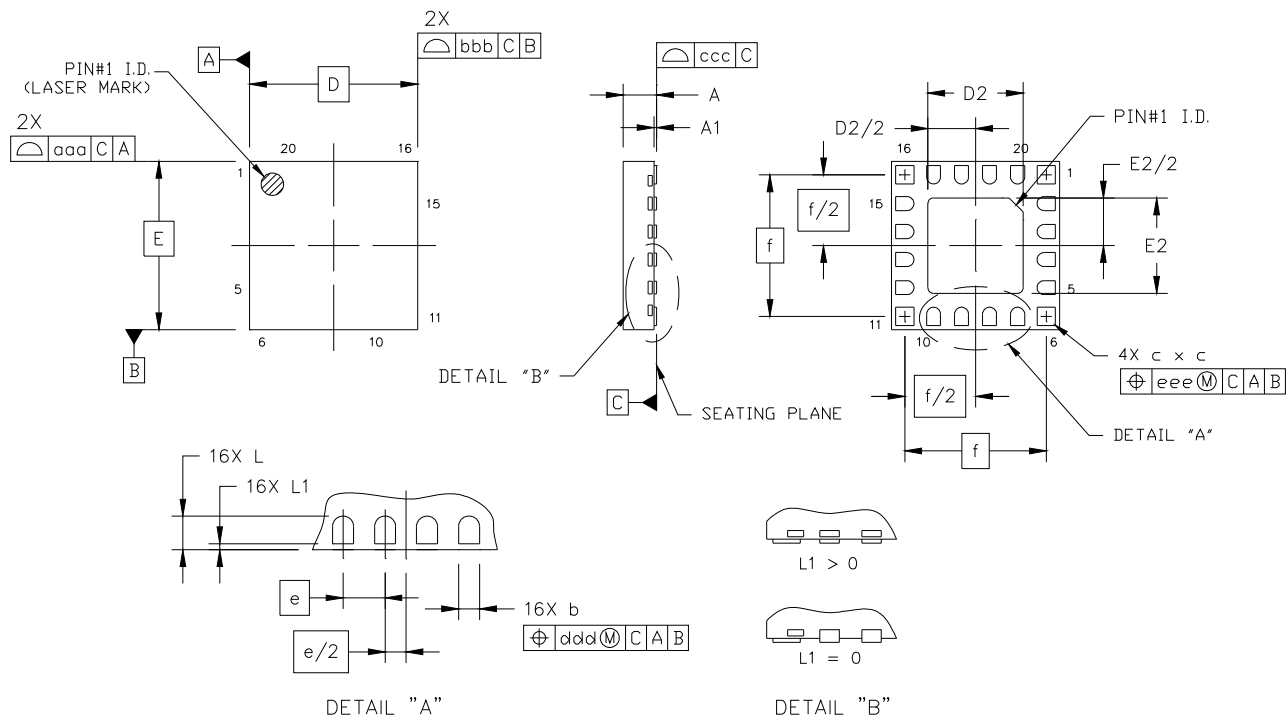 2X
bbb C B
A
D
PIN#1 I.D.
(LASER MARK)
2X
aaa C A
20
16
1
15
E
5
11
6
10
B
ccc C
A
A1
DETAIL "B"
C
SEATING PLANE
D2
D2/2
PIN#1 I.D.
16
20
1
E2/2
f/2
15
f
E2
5
11
10
6
4X c x c
⌖ eee Ⓜ C A B
f/2
DETAIL "A"
f
16X L
16X L1
e
e/2
16X b
⌖ ddd Ⓜ C A B
DETAIL "A"
L1 > 0
L1 = 0
DETAIL "B"